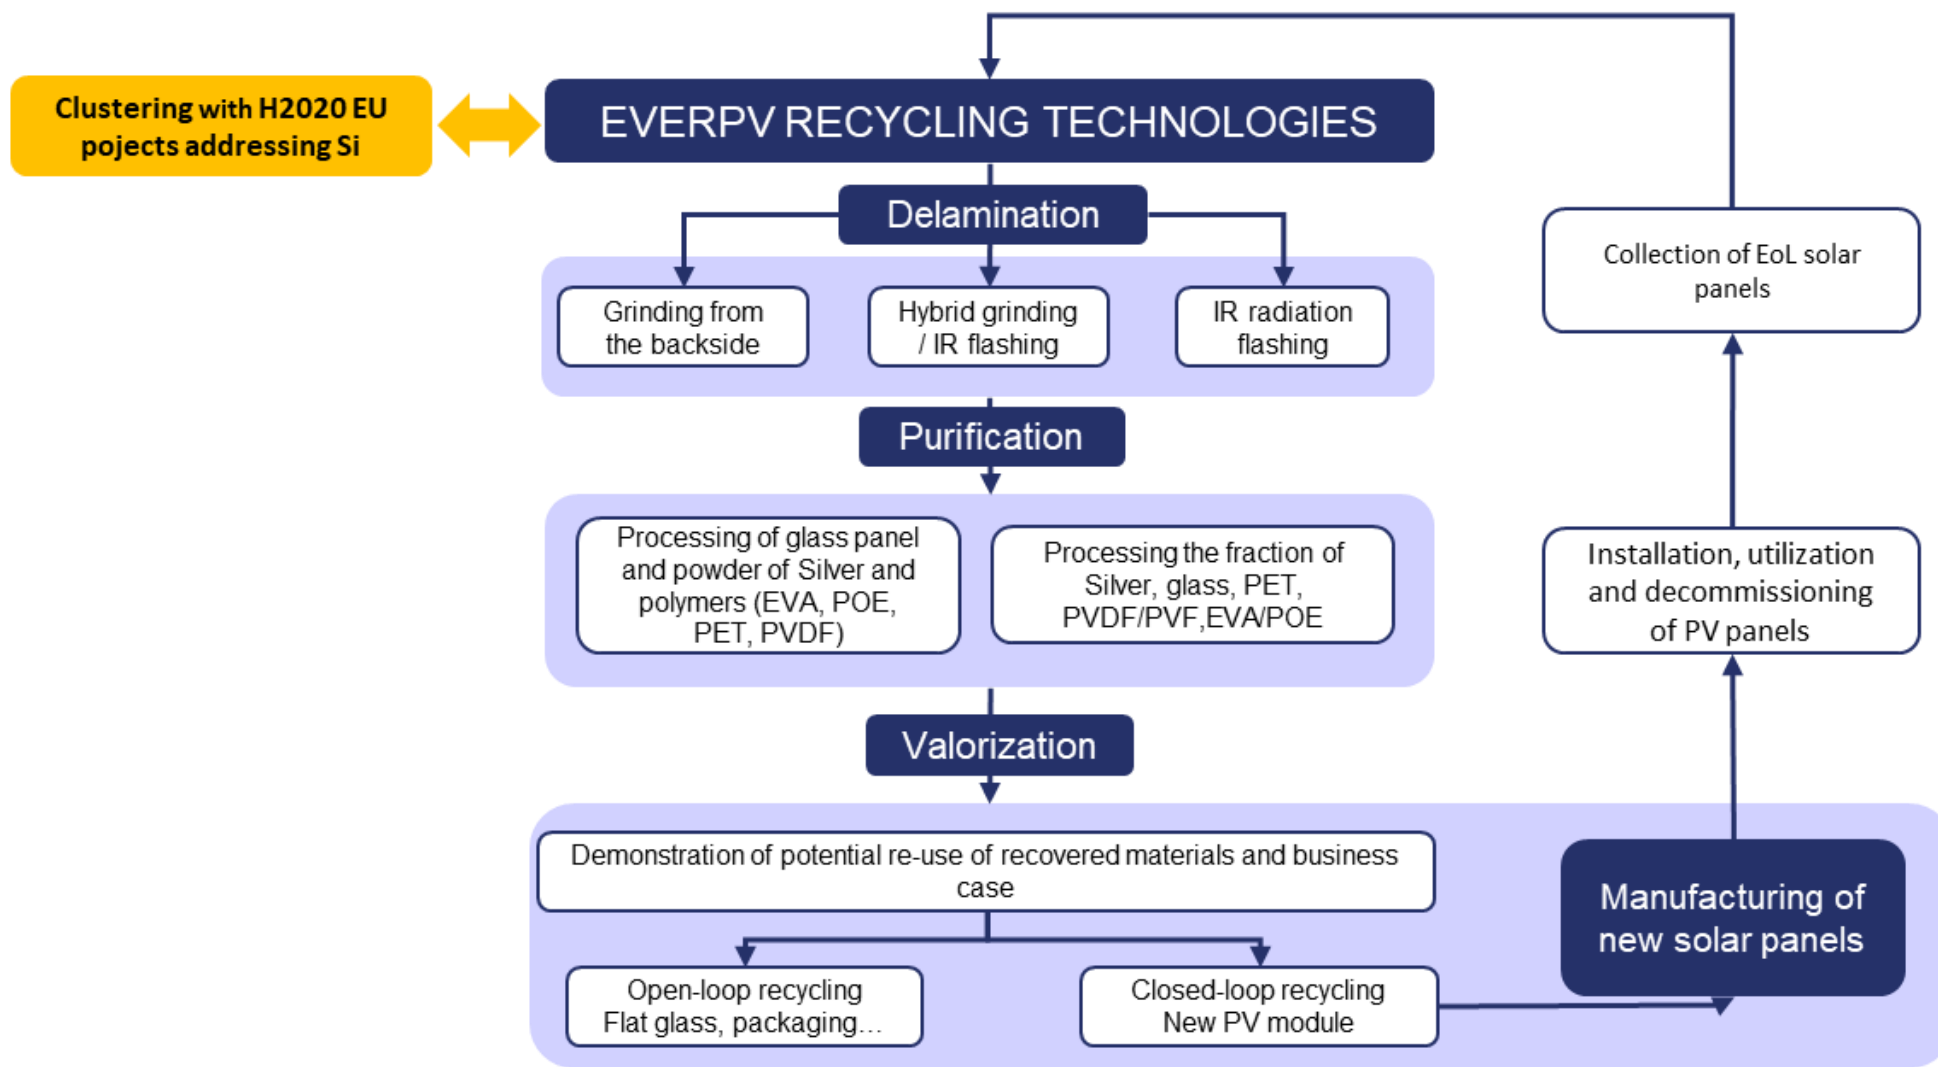 Clustering with H2020 EU
pojects addressing Si
EVERPV RECYCLING TECHNOLOGIES
Delamination
Grinding from
the backside
Hybrid grinding
/ IR flashing
IR radiation
flashing
Purification
Processing of glass panel
and powder of Silver and
polymers (EVA, POE,
PET, PVDF)
Processing the fraction of
Silver, glass, PET,
PVDF/PVF,EVA/POE
Valorization
Demonstration of potential re-use of recovered materials and business
case
Open-loop recycling
Flat glass, packaging…
Closed-loop recycling
New PV module
Manufacturing of
new solar panels
Installation, utilization
and decommissioning
of PV panels
Collection of EoL solar
panels